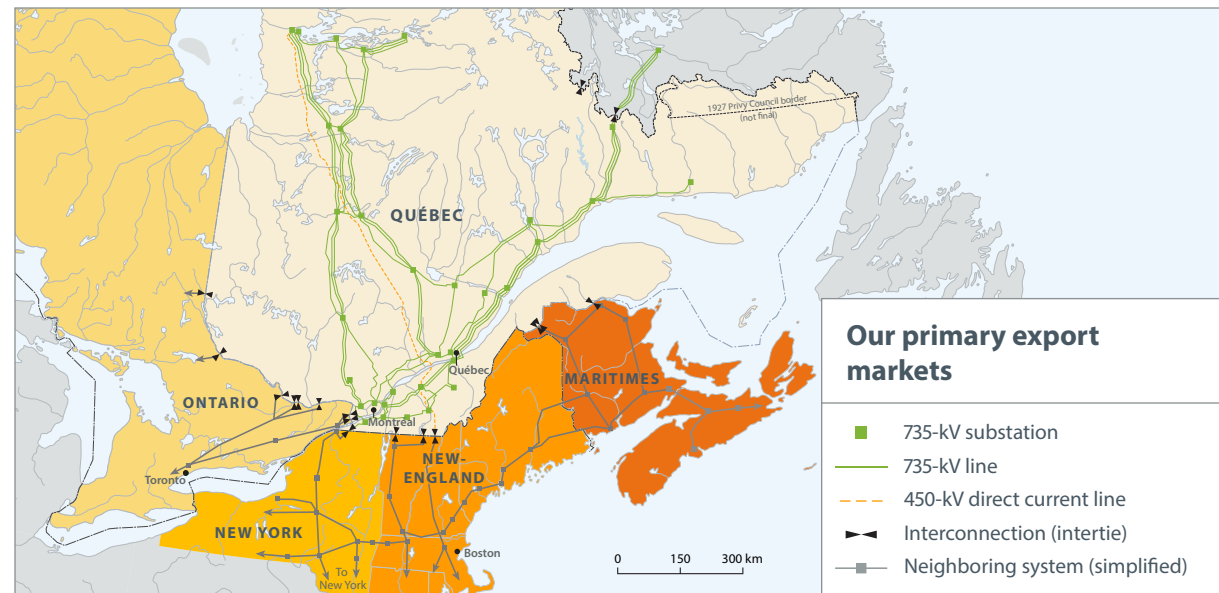 1927 Privy Council border
(not final)
QUÉBEC
Québec
MARITIMES
ONTARIO
Montréal
NEW-
ENGLAND
Toronto
NEW YORK
Boston
To
New York
0 150 300 km
Our primary export
markets
735-kV substation
735-kV line
450-kV direct current line
Interconnection (intertie)
Neighboring system (simplified)